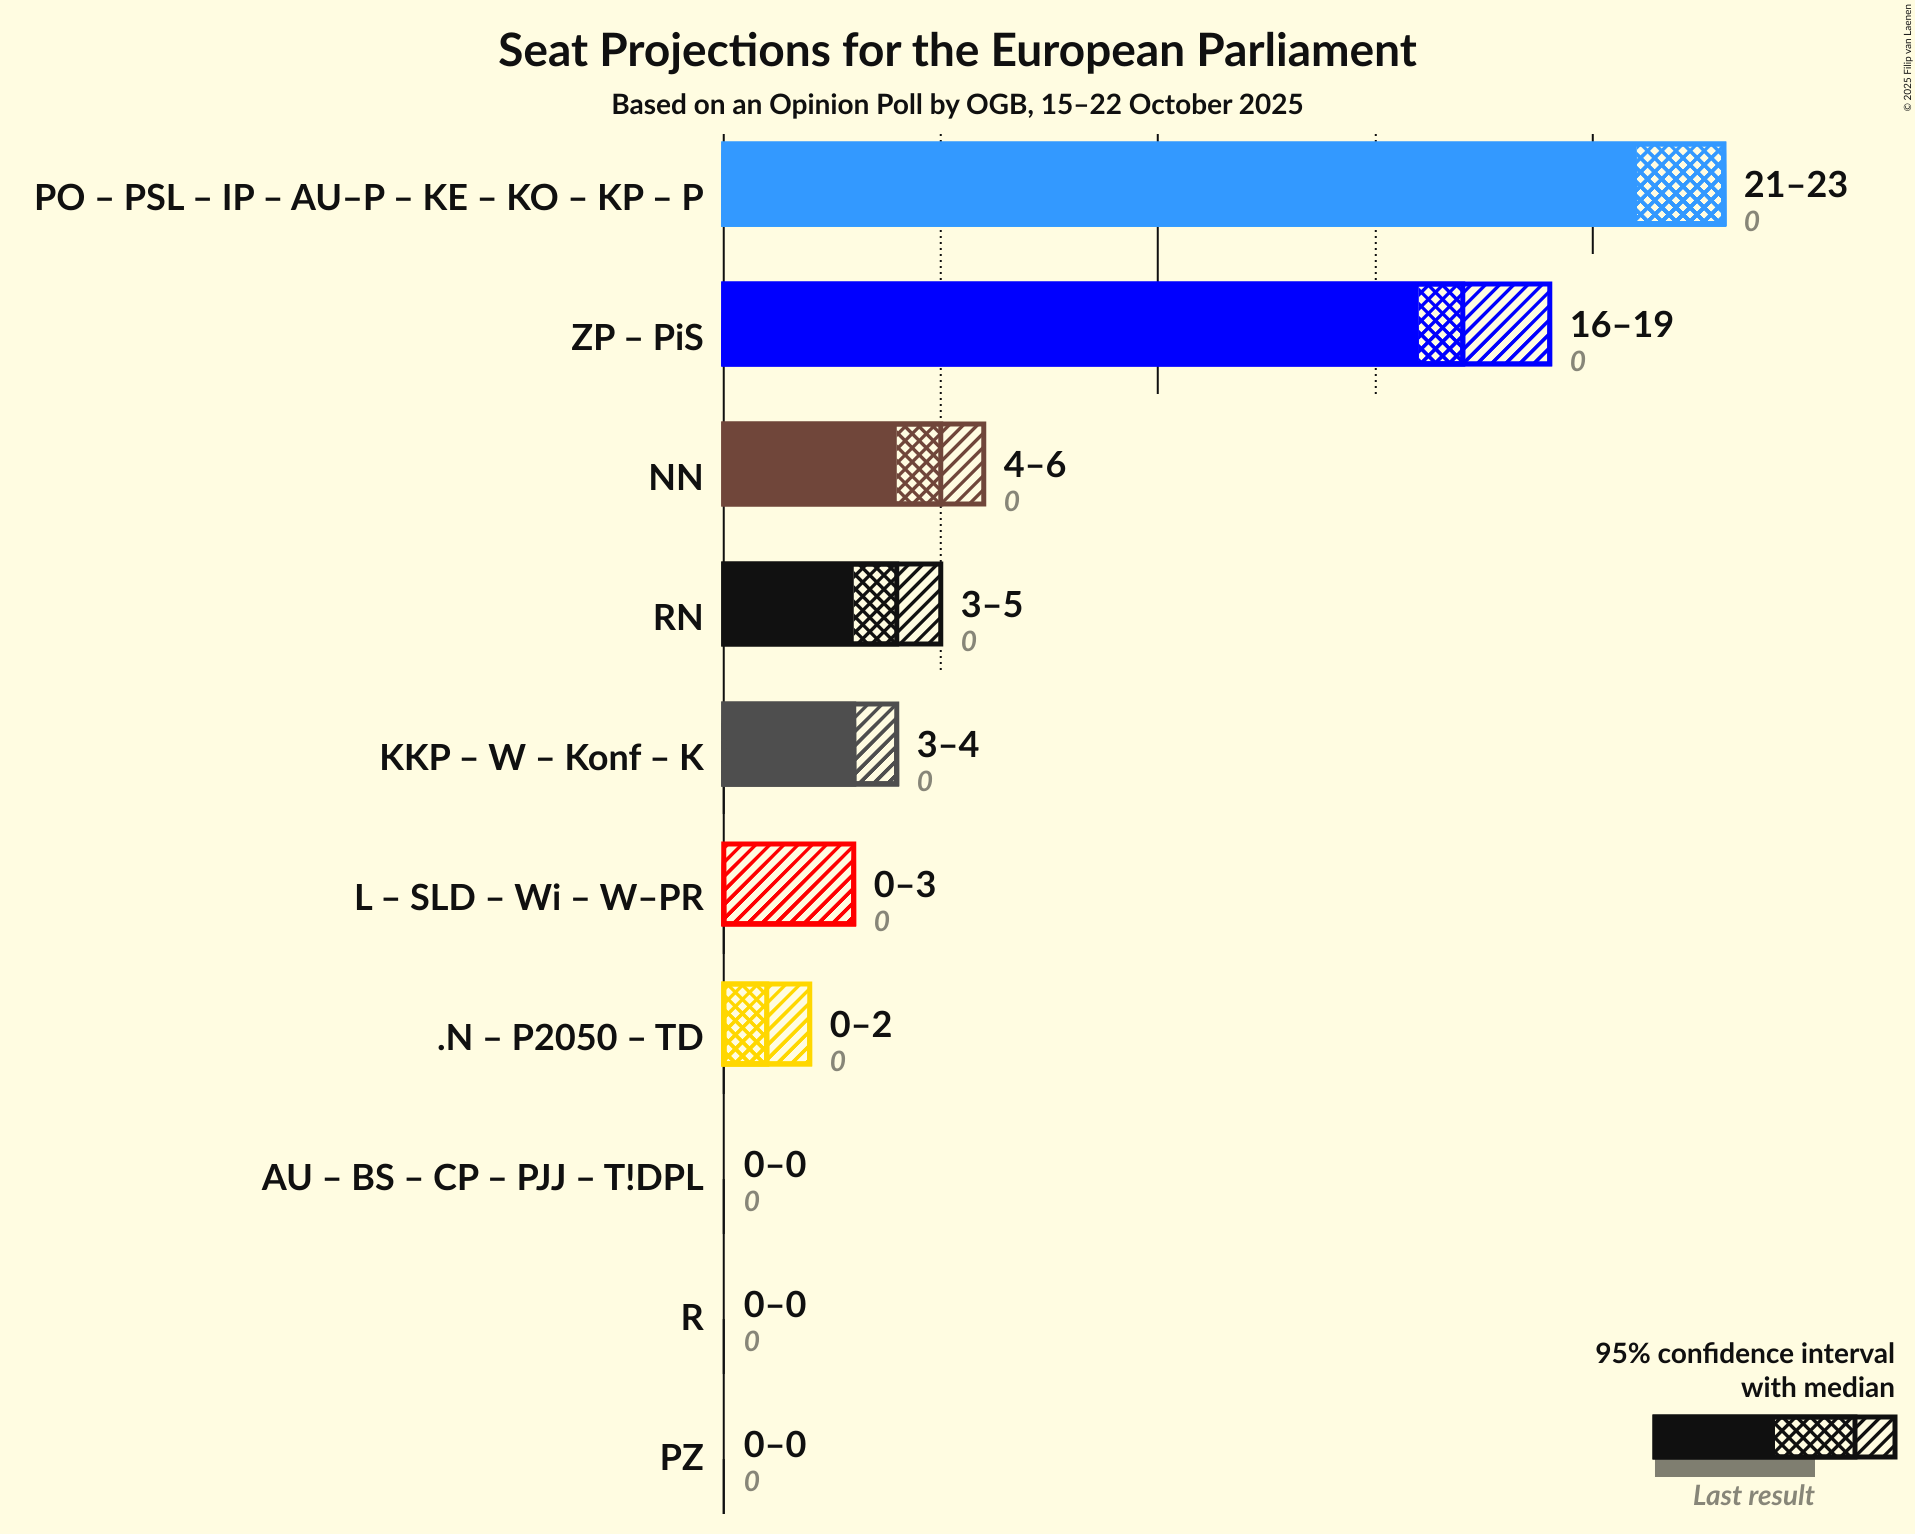 Seat Projections for the European Parliament
Based on an Opinion Poll by OGB, 15–22 October 2025
© 2025 Filip van Laenen
PO – PSL – IP – AU–P – KE – KO – KP – P
21–23
0
ZP – PiS
16–19
0
NN
4–6
0
RN
3–5
0
KKP – W – Konf – K
3–4
0
L – SLD – Wi – W–PR
0–3
0
.N – P2050 – TD
0–2
0
AU – BS – CP – PJJ – T!DPL
0–0
0
R
0–0
0
PZ
0–0
0
95% confidence interval
with median
Last result